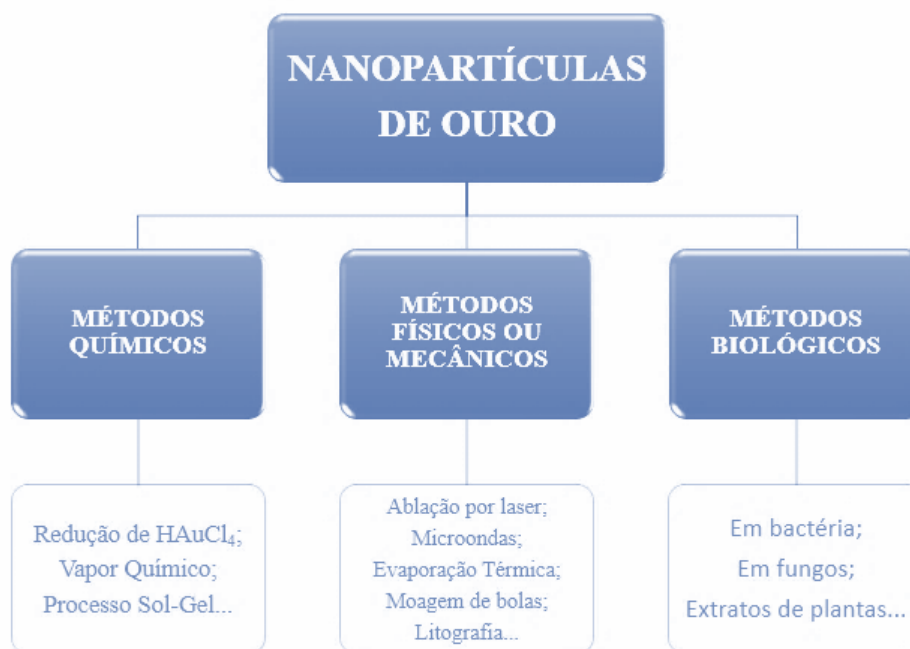 NANOPARTÍCULAS
DE OURO
MÉTODOS
QUÍMICOS
MÉTODOS
FÍSICOS OU
MECÂNICOS
MÉTODOS
BIOLÓGICOS
Redução de HAuCl₄;
Vapor Químico;
Processo Sol-Gel...
Ablação por laser;
Microondas;
Evaporação Térmica;
Moagem de bolas;
Litografia...
Em bactéria;
Em fungos;
Extratos de plantas...